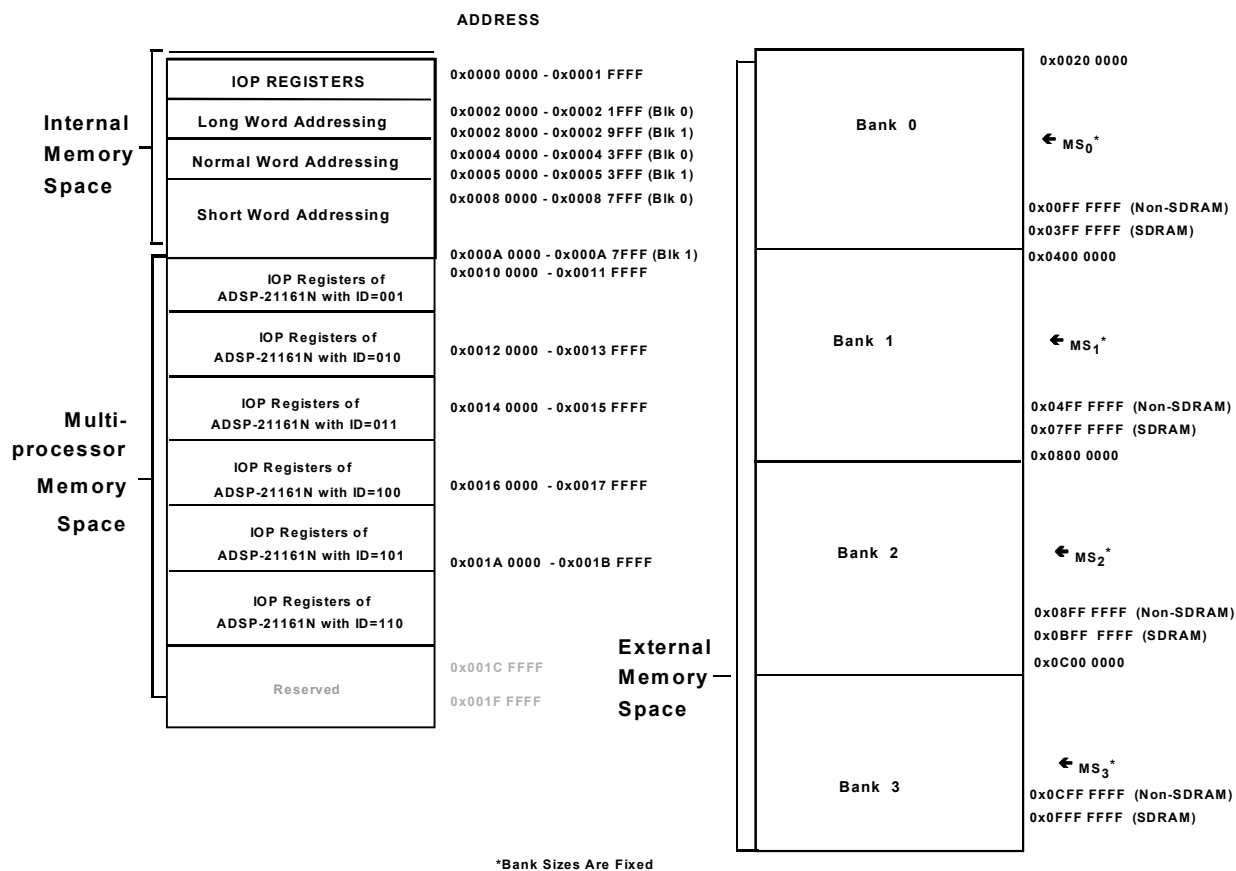 ADDRESS
Internal
Memory
Space
IOP REGISTERS
Long Word Addressing
Normal Word Addressing
Short Word Addressing
0x0000 0000 - 0x0001 FFFF
0x0002 0000 - 0x0002 1FFF (Blk 0)
0x0002 8000 - 0x0002 9FFF (Blk 1)
0x0004 0000 - 0x0004 3FFF (Blk 0)
0x0005 0000 - 0x0005 3FFF (Blk 1)
0x0008 0000 - 0x0008 7FFF (Blk 0)
0x000A 0000 - 0x000A 7FFF (Blk 1)
Multi-
processor
Memory
Space
IOP Registers of
ADSP-21161N with ID=001
0x0010 0000 - 0x0011 FFFF
IOP Registers of
ADSP-21161N with ID=010
0x0012 0000 - 0x0013 FFFF
IOP Registers of
ADSP-21161N with ID=011
0x0014 0000 - 0x0015 FFFF
IOP Registers of
ADSP-21161N with ID=100
0x0016 0000 - 0x0017 FFFF
IOP Registers of
ADSP-21161N with ID=101
0x001A 0000 - 0x001B FFFF
IOP Registers of
ADSP-21161N with ID=110
Reserved
0x001C FFFF
0x001F FFFF
External
Memory
Space
Bank 0
0x0020 0000
← MS0*
0x00FF FFFF (Non-SDRAM)
0x03FF FFFF (SDRAM)
0x0400 0000
Bank 1
← MS1*
0x04FF FFFF (Non-SDRAM)
0x07FF FFFF (SDRAM)
0x0800 0000
Bank 2
← MS2*
0x08FF FFFF (Non-SDRAM)
0x0BFF FFFF (SDRAM)
0x0C00 0000
Bank 3
← MS3*
0x0CFF FFFF (Non-SDRAM)
0x0FFF FFFF (SDRAM)
*Bank Sizes Are Fixed